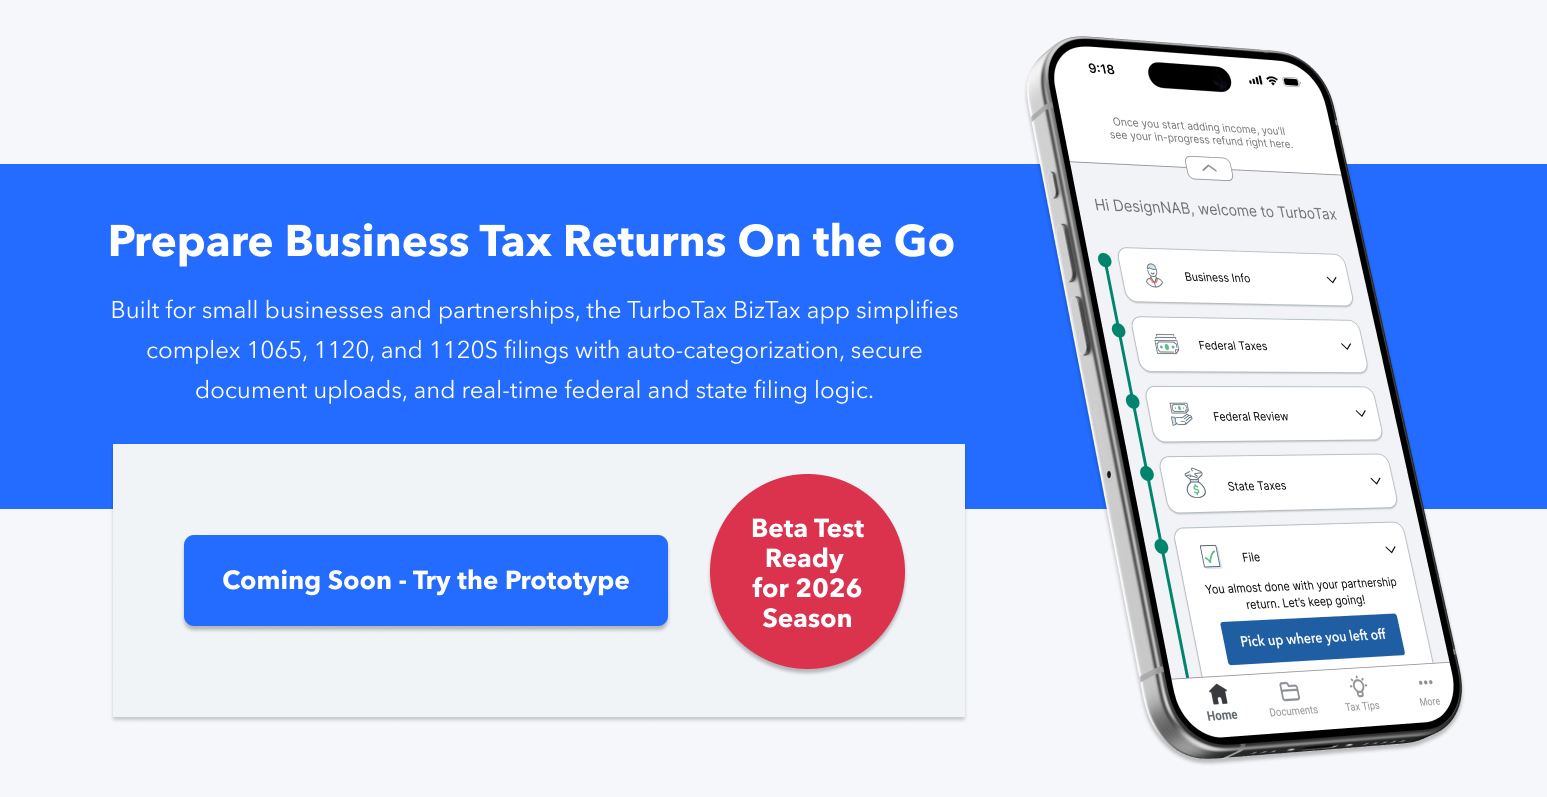 Prepare Business Tax Returns On the Go
Built for small businesses and partnerships, the TurboTax BizTax app simplifies
complex 1065, 1120, and 1120S filings with auto-categorization, secure
document uploads, and real-time federal and state filing logic.
Coming Soon - Try the Prototype
Beta Test
Ready
for 2026
Season
9:18
Once you start adding income, you'll
see your in-progress refund right here.
Hi DesignNAB, welcome to TurboTax
Business Info
Federal Taxes
Federal Review
State Taxes
File
You almost done with your partnership
return. Let's keep going!
Pick up where you left off
Home
Documents
Tax Tips
More